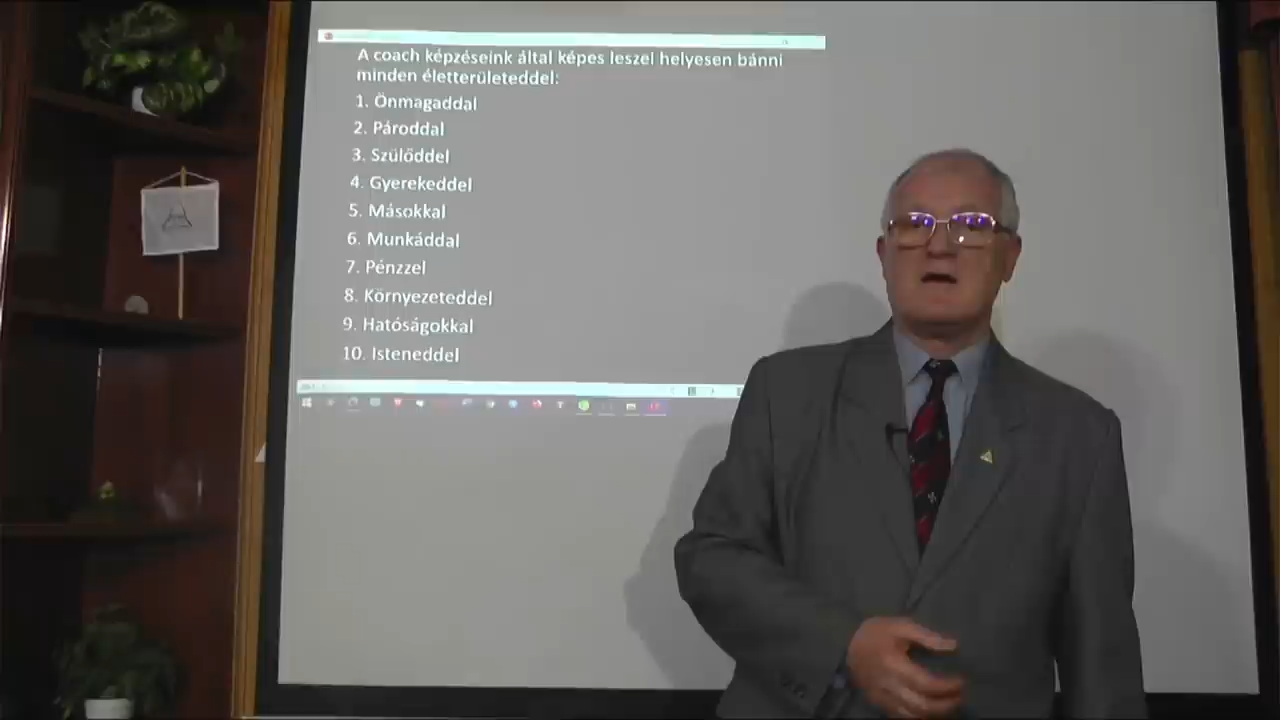 A coach képzéseink által képes leszel helyesen bánni
minden életterületeddel:
1. Önmagaddal
2. Pároddal
3. Szülőddel
4. Gyerekeddel
5. Másokkal
6. Munkáddal
7. Pénzzel
8. Környezeteddel
9. Hatóságokkal
10. Isteneddel